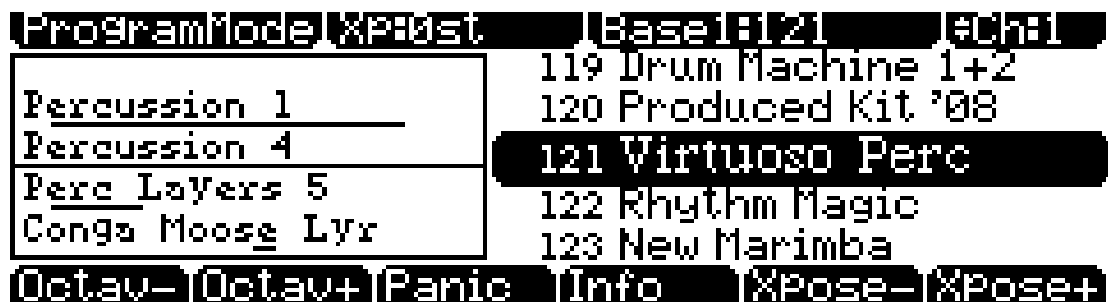 ProgramMode XP:0st Base1:121 Ch:1
Percussion 1
Percussion 4
Perc Layers 5
Conga Moose Lyr
119 Drum Machine 1+2
120 Produced Kit '08
121 Virtuoso Perc
122 Rhythm Magic
123 New Marimba
Octav- Octav+ Panic Info Xpose- Xpose+